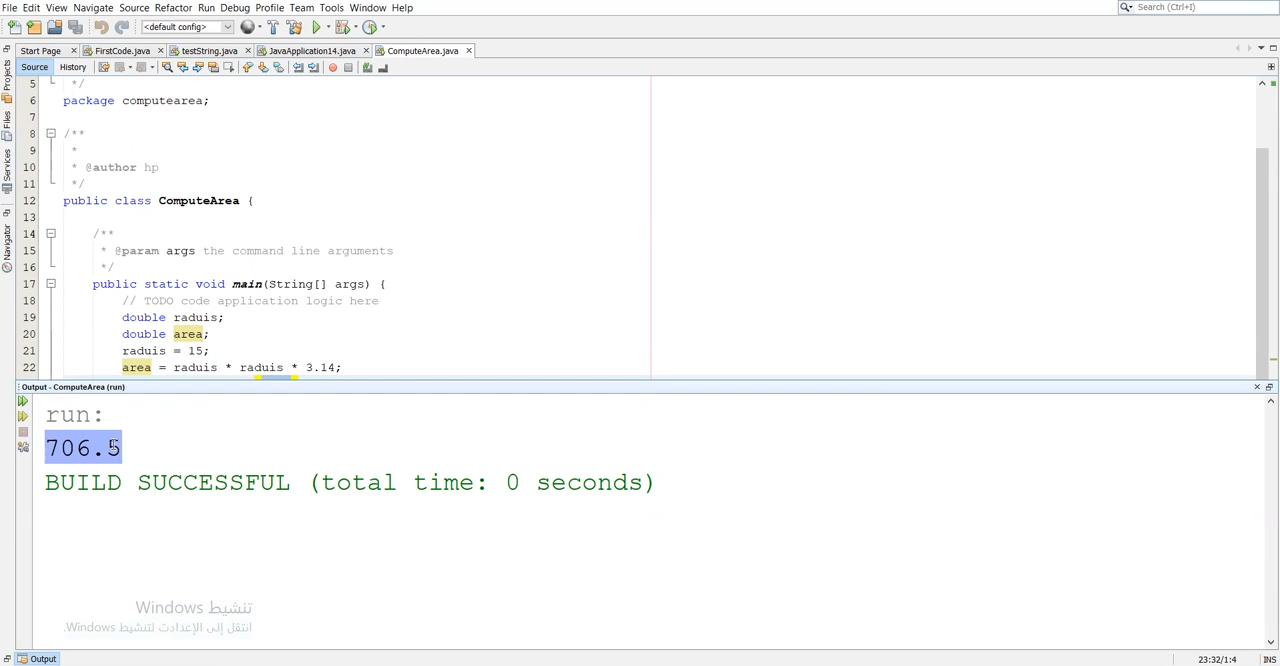 File Edit View Navigate Source Refactor Run Debug Profile Team Tools Window Help
Search (Ctrl+I)
<default config>
Start Page FirstCode.java testString.java JavaApplication14.java ComputeArea.java
Source History
Projects
Files
Services
Navigator
5 */
6 package computearea;
7
8 /**
9 *
10 * @author hp
11 */
12 public class ComputeArea {
13
14 /**
15 * @param args the command line arguments
16 */
17 public static void main(String[] args) {
18 // TODO code application logic here
19 double raduis;
20 double area;
21 raduis = 15;
22 area = raduis * raduis * 3.14;
Output - ComputeArea (run)
run:
706.5
BUILD SUCCESSFUL (total time: 0 seconds)
تنشيط Windows
انتقل إلى الإعدادت لتنشيط Windows.
Output
23:32/1:4 INS